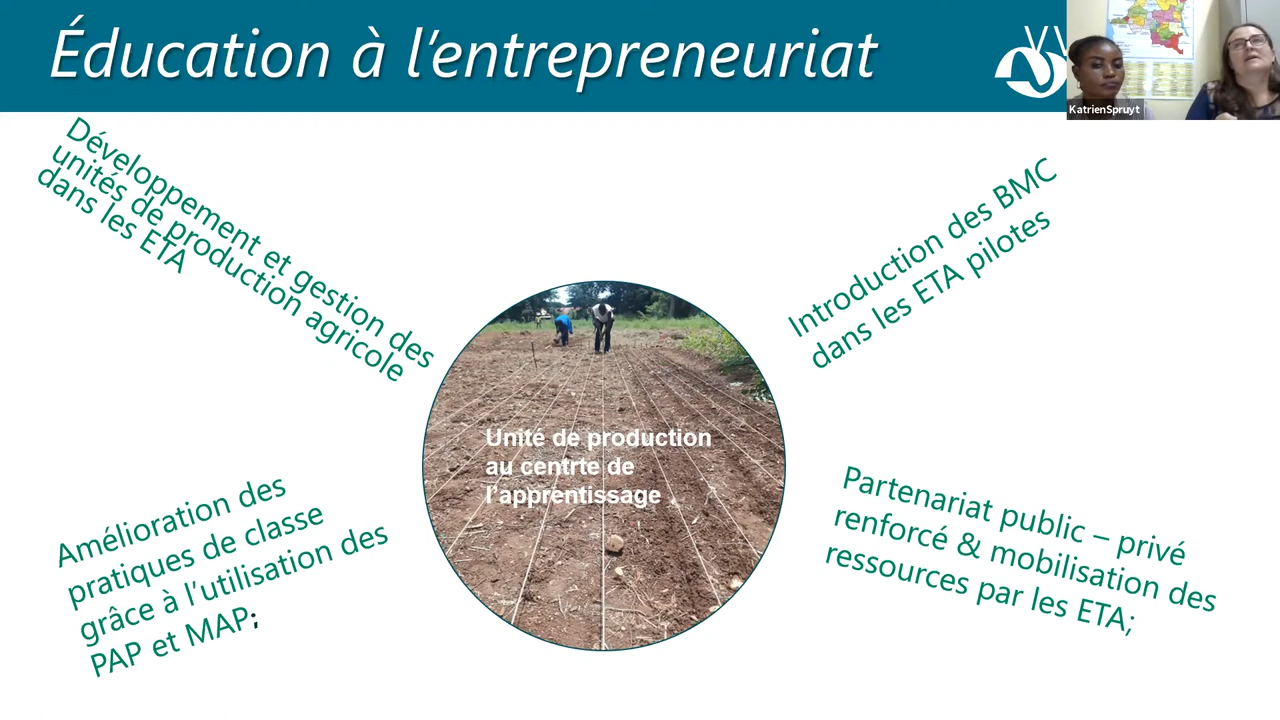 Éducation à l’entrepreneuriat
KatrienSpruyt
Développement et gestion des
unités de production agricole
dans les ETA
Introduction des BMC
dans les ETA pilotes
Unité de production
au centrte de
l’apprentissage
Amélioration des
pratiques de classe
grâce à l’utilisation des
PAP et MAP;
Partenariat public – privé
renforcé & mobilisation des
ressources par les ETA;